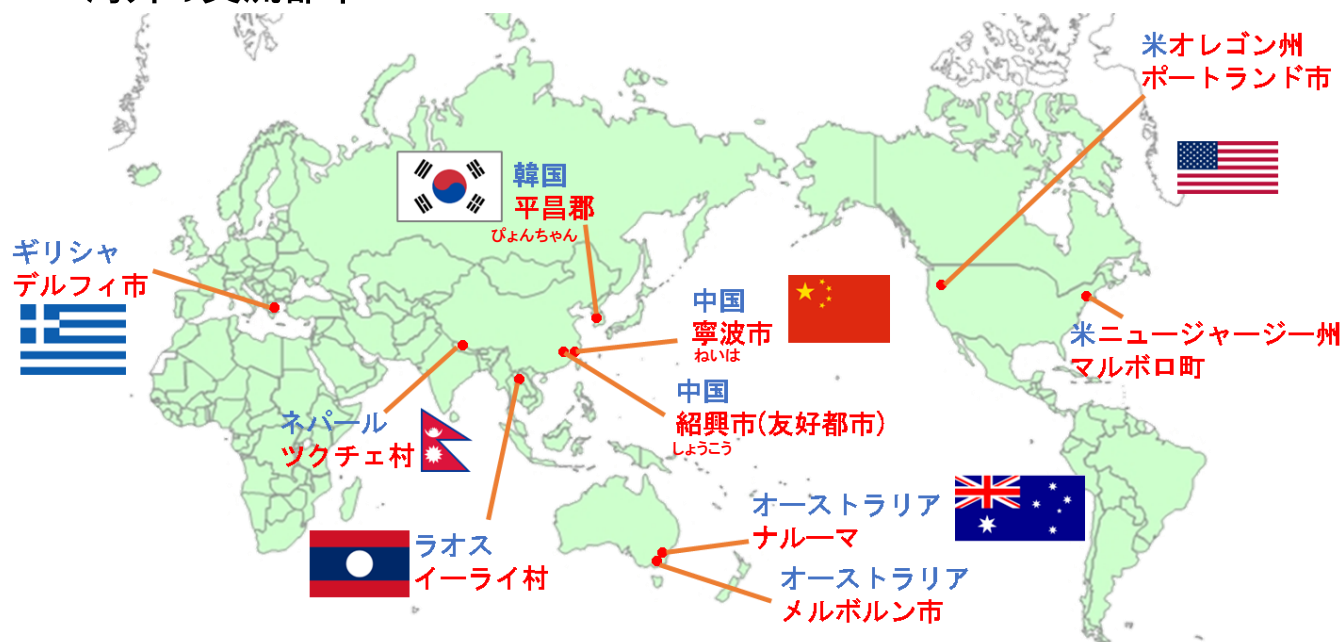 米オレゴン州
ポートランド市
韓国
平昌郡
ぴょんちゃん
ギリシャ
デルフィ市
中国
寧波市
ねいは
米ニュージャージー州
マルボロ町
中国
紹興市(友好都市)
しょうこう
ネパール
ツクチェ村
オーストラリア
ナルーマ
ラオス
イーライ村
オーストラリア
メルボルン市